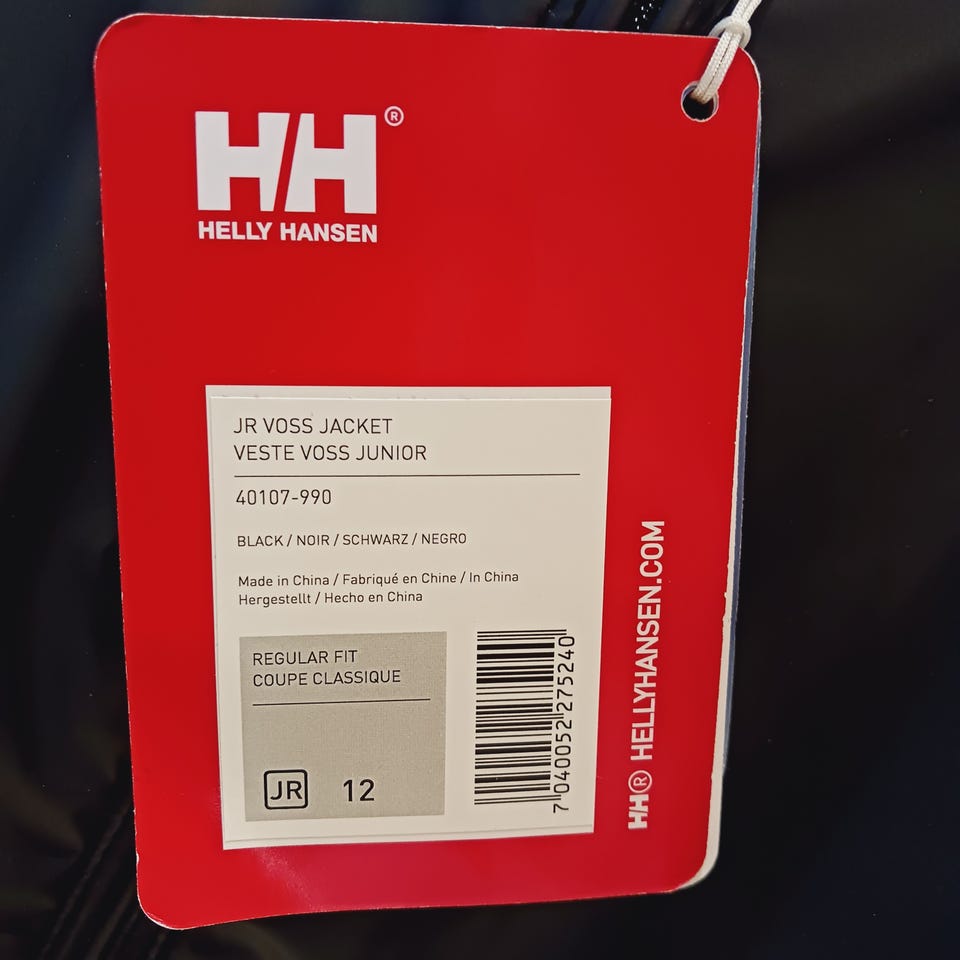 HH®
HELLY HANSEN
JR VOSS JACKET
VESTE VOSS JUNIOR
40107-990
BLACK / NOIR / SCHWARZ / NEGRO
Made in China / Fabriqué en Chine / In China
Hergestellt / Hecho en China
REGULAR FIT
COUPE CLASSIQUE
JR 12
7 040052 275240
HH® HELLYHANSEN.COM